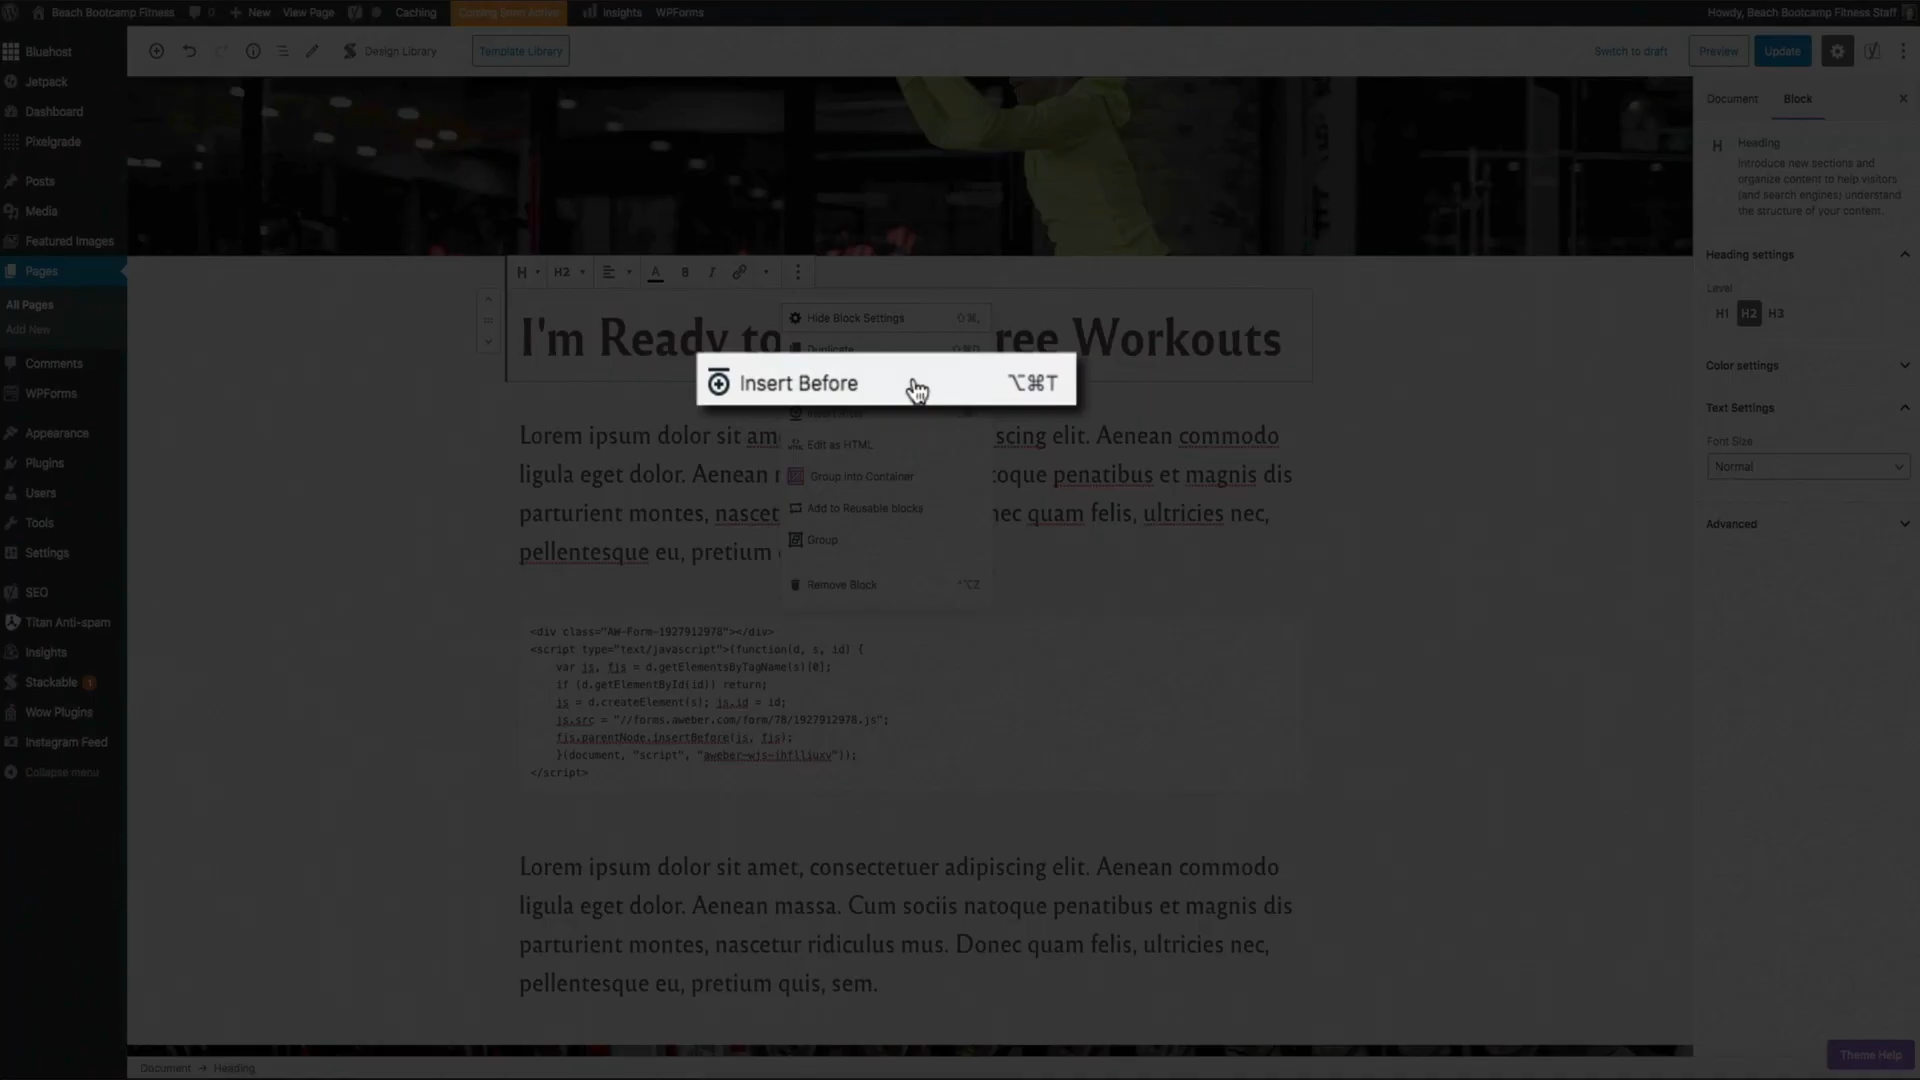 Beach Bootcamp Fitness
0
New
View Page
Caching
Coming Soon Active
Insights
WPForms
Howdy, Beach Bootcamp Fitness Staff
Bluehost
Jetpack
Dashboard
Pixelgrade
Posts
Media
Featured Images
Pages
All Pages
Add New
Comments
WPForms
Appearance
Plugins
Users
Tools
Settings
SEO
Titan Anti-spam
Insights
Stackable 1
Wow Plugins
Instagram Feed
Collapse menu
Design Library
Template Library
Switch to draft
Preview
Update
H
H2
A
B
I
I'm Ready to
ree Workouts
Hide Block Settings ⇧⌘,
Duplicate ⇧⌘D
Insert Before ⌥⌘T
Edit as HTML
Group into Container
Add to Reusable blocks
Group
Remove Block ^⌥Z
Lorem ipsum dolor sit am
scing elit. Aenean commodo
ligula eget dolor. Aenean
toque penatibus et magnis dis
parturient montes, nascet
nec quam felis, ultricies nec,
pellentesque eu, pretium
<div class="AW-Form-1927912978"></div>
<script type="text/javascript">(function(d, s, id) {
var js, fjs = d.getElementsByTagName(s)[0];
if (d.getElementById(id)) return;
js = d.createElement(s); js.id = id;
js.src = "//forms.aweber.com/form/78/1927912978.js";
fjs.parentNode.insertBefore(js, fjs);
}(document, "script", "aweber-wjs-ihflliuxv"));
</script>
Lorem ipsum dolor sit amet, consectetuer adipiscing elit. Aenean commodo
ligula eget dolor. Aenean massa. Cum sociis natoque penatibus et magnis dis
parturient montes, nascetur ridiculus mus. Donec quam felis, ultricies nec,
pellentesque eu, pretium quis, sem.
Document → Heading
Document
Block
H
Heading
Introduce new sections and
organize content to help visitors
(and search engines) understand
the structure of your content.
Heading settings
Level
H1 H2 H3
Color settings
Text Settings
Font Size
Normal
Advanced
Theme Help